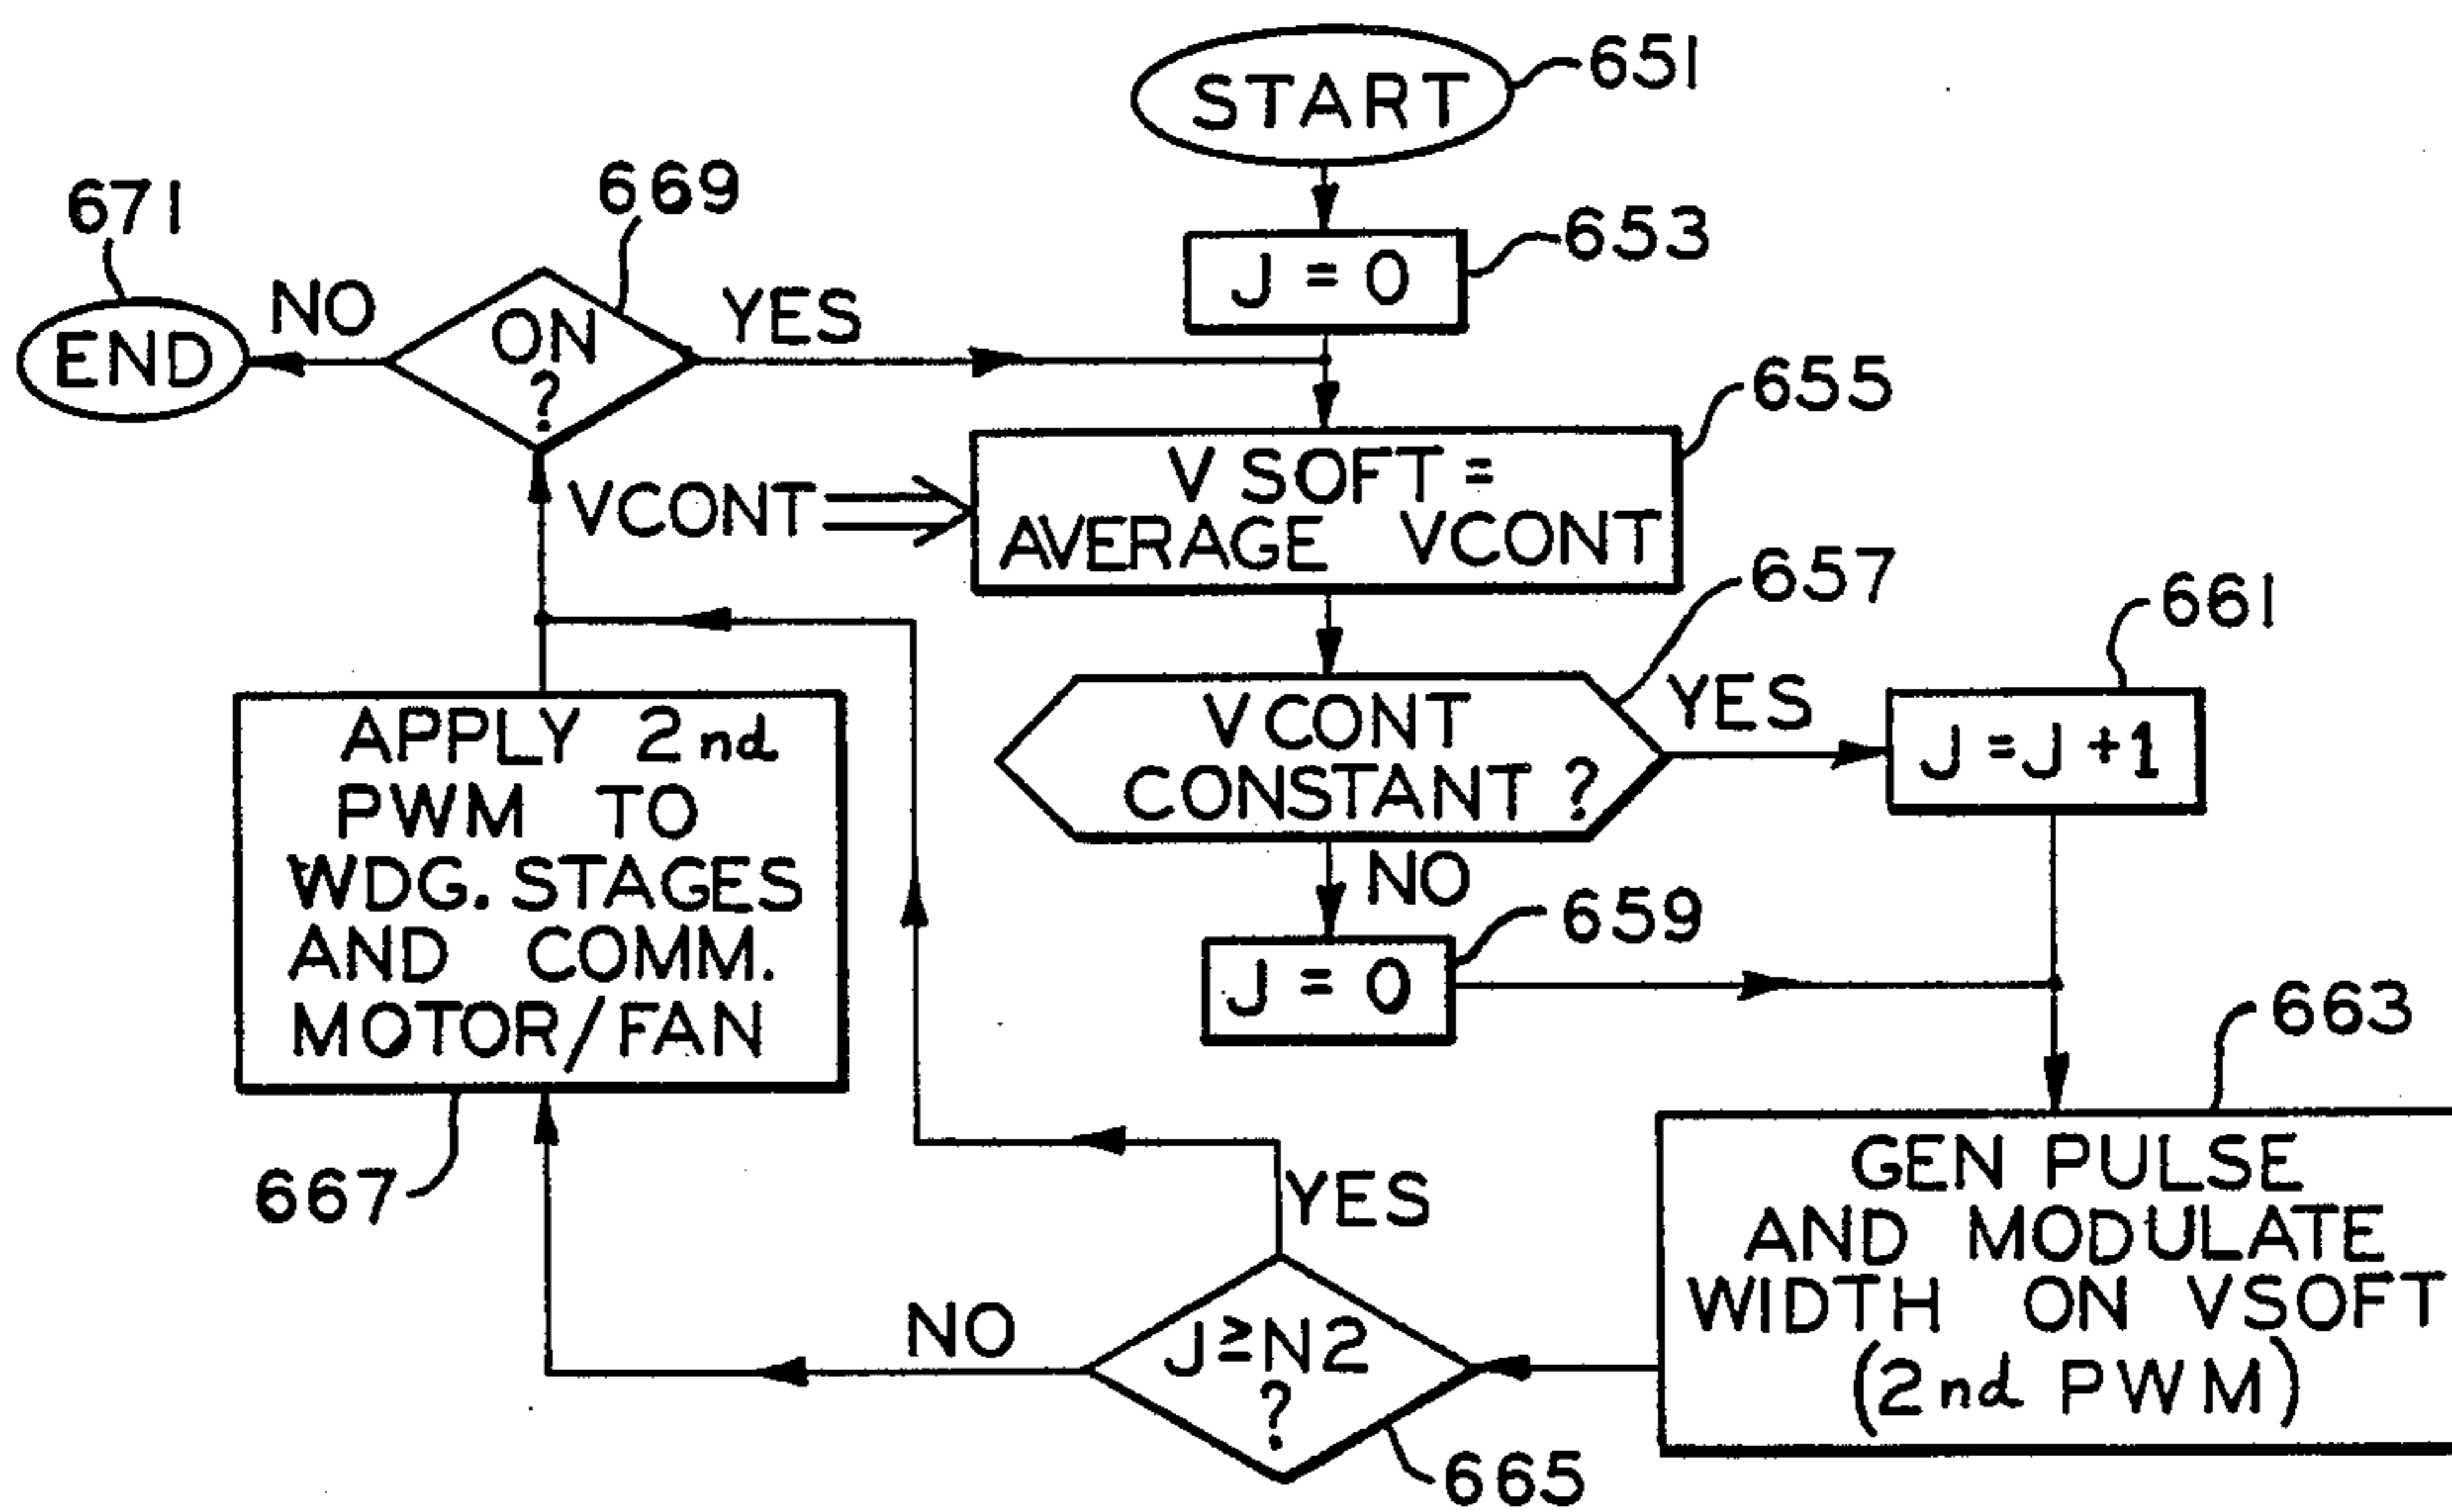 START
651
J = 0
653
671
669
END
NO
ON
?
YES
655
VCONT
V SOFT =
AVERAGE VCONT
657
661
V CONT
CONSTANT ?
YES
J = J + 1
NO
659
J = 0
APPLY 2nd
PWM TO
WDG. STAGES
AND COMM.
MOTOR/FAN
667
663
GEN PULSE
AND MODULATE
WIDTH ON VSOFT
(2nd PWM)
YES
NO
J ≥ N2
?
665